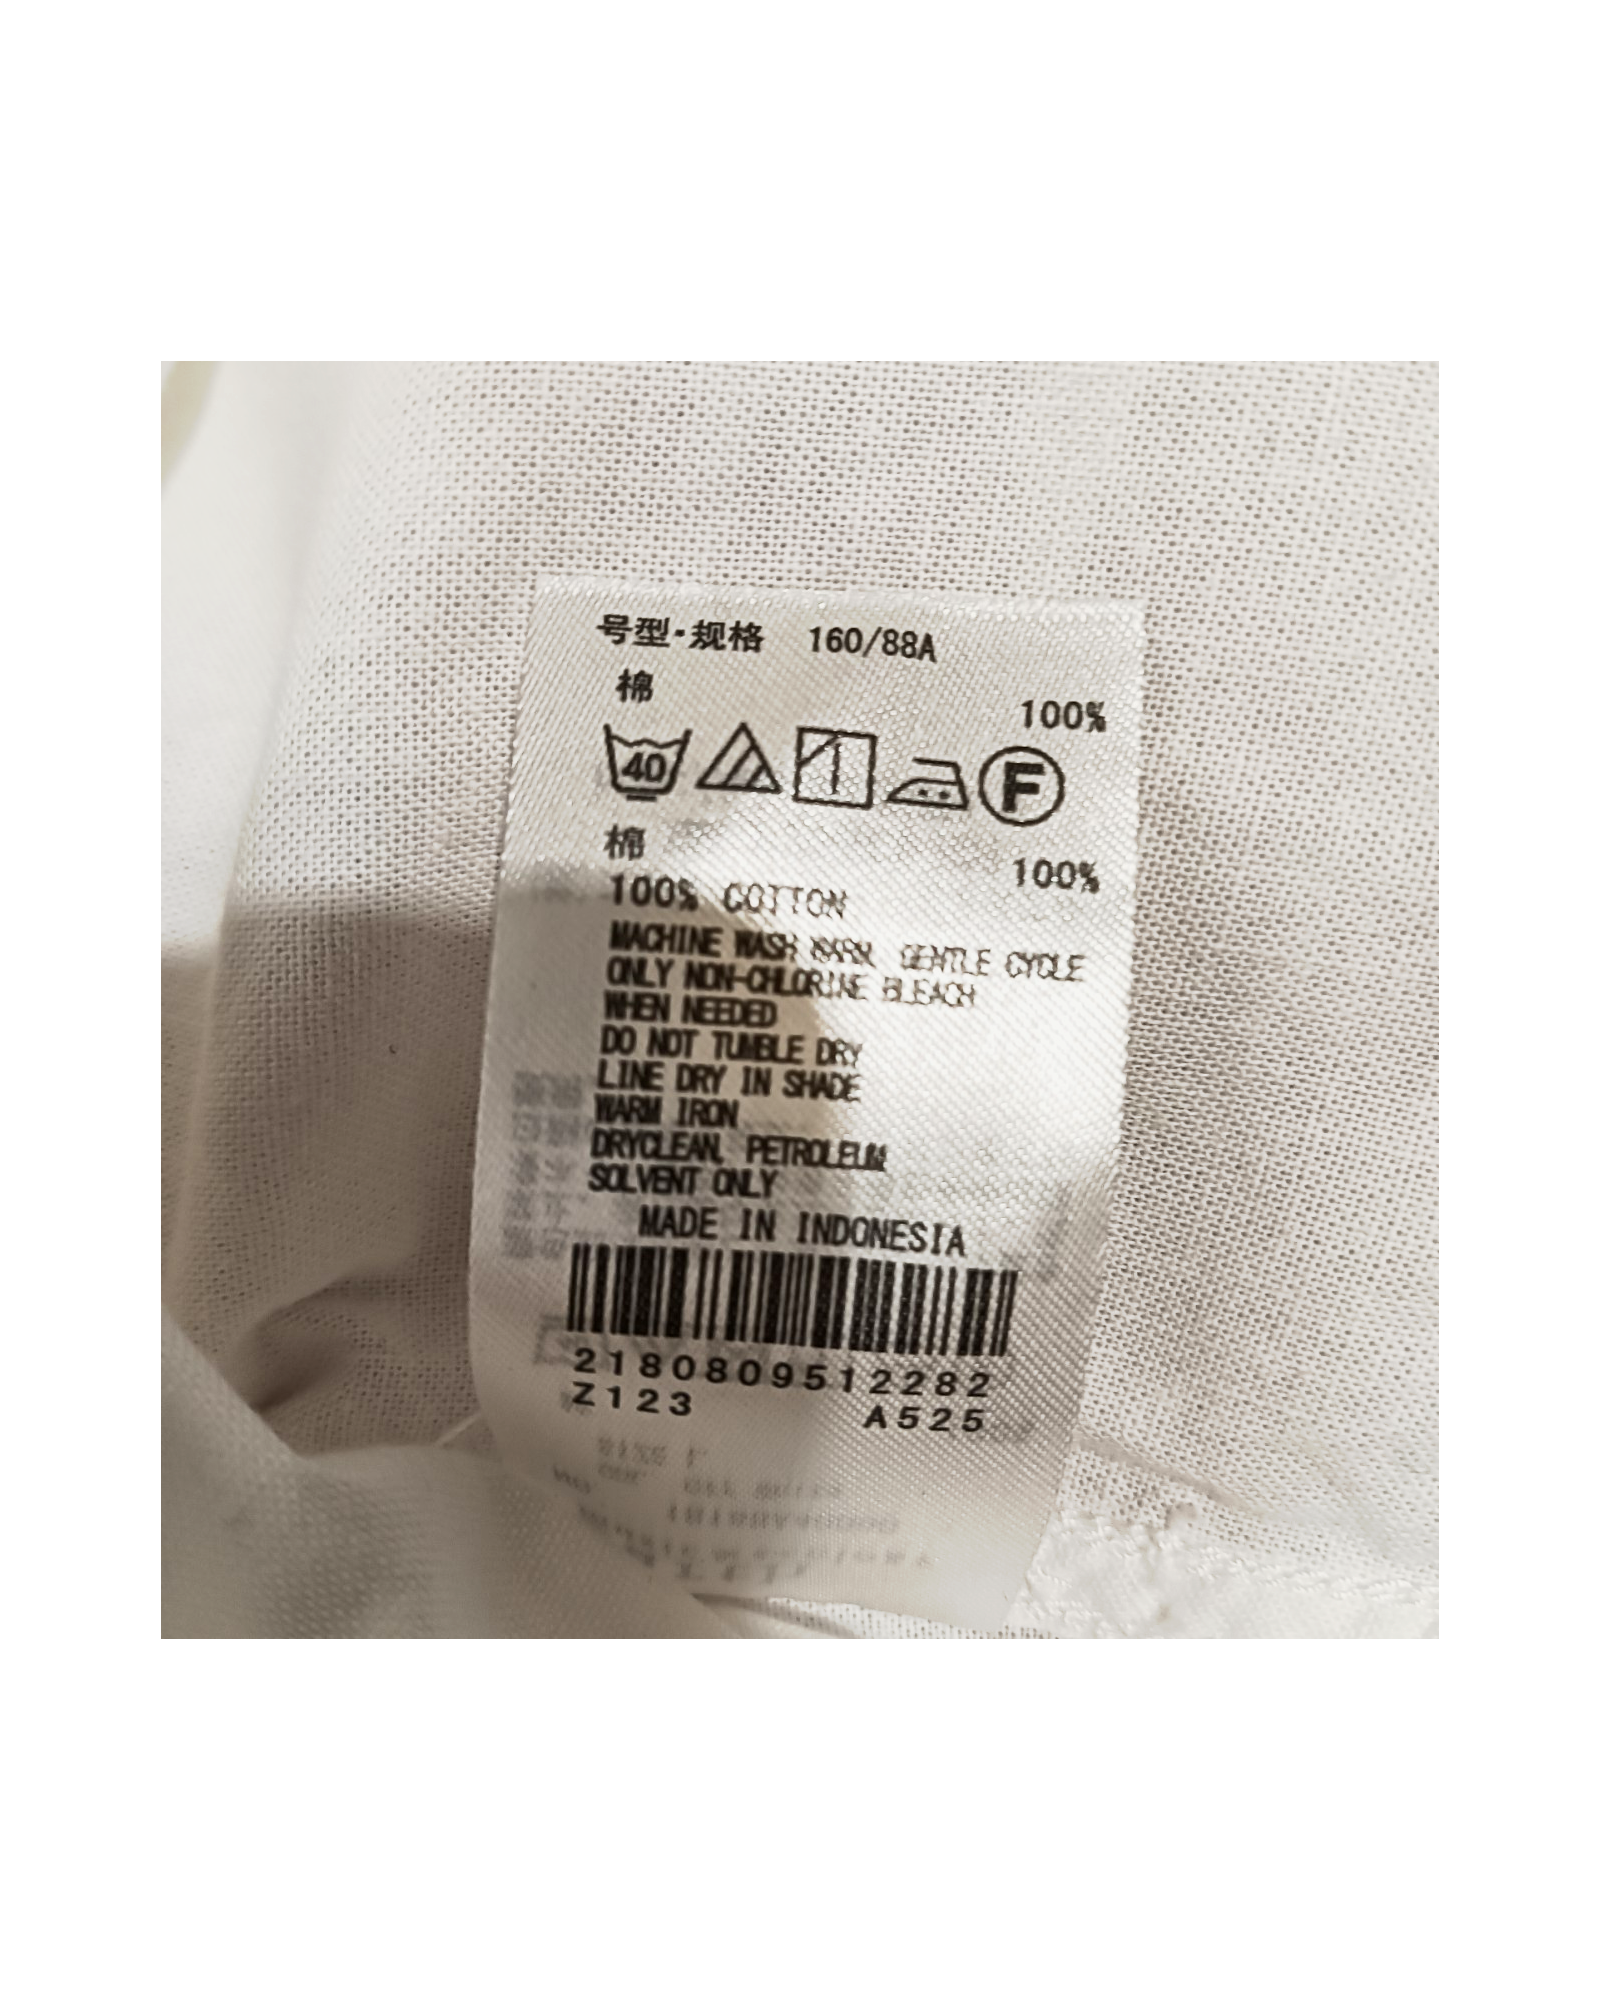 号型·规格 160/88A
棉 100%
40 F
棉 100%
100% COTTON
MACHINE WASH WARM, GENTLE CYCLE
ONLY NON-CHLORINE BLEACH
WHEN NEEDED
DO NOT TUMBLE DRY
LINE DRY IN SHADE
WARM IRON
DRYCLEAN, PETROLEUM
SOLVENT ONLY
MADE IN INDONESIA
2180809512282
Z123 A525